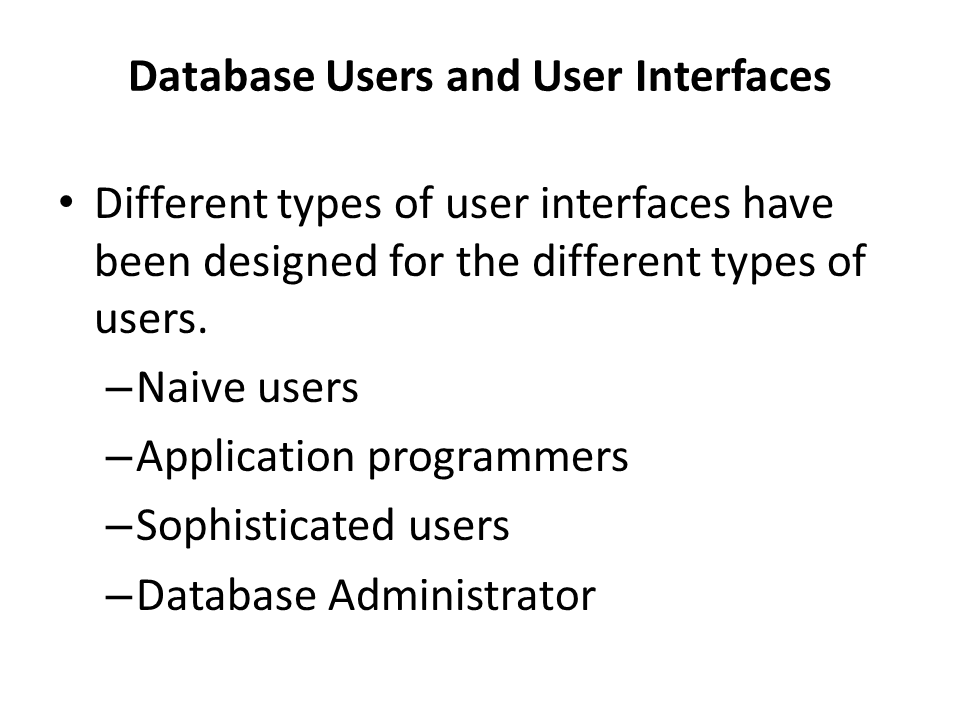 Database Users and User Interfaces
• Different types of user interfaces have
been designed for the different types of
users.
–Naive users
–Application programmers
–Sophisticated users
–Database Administrator